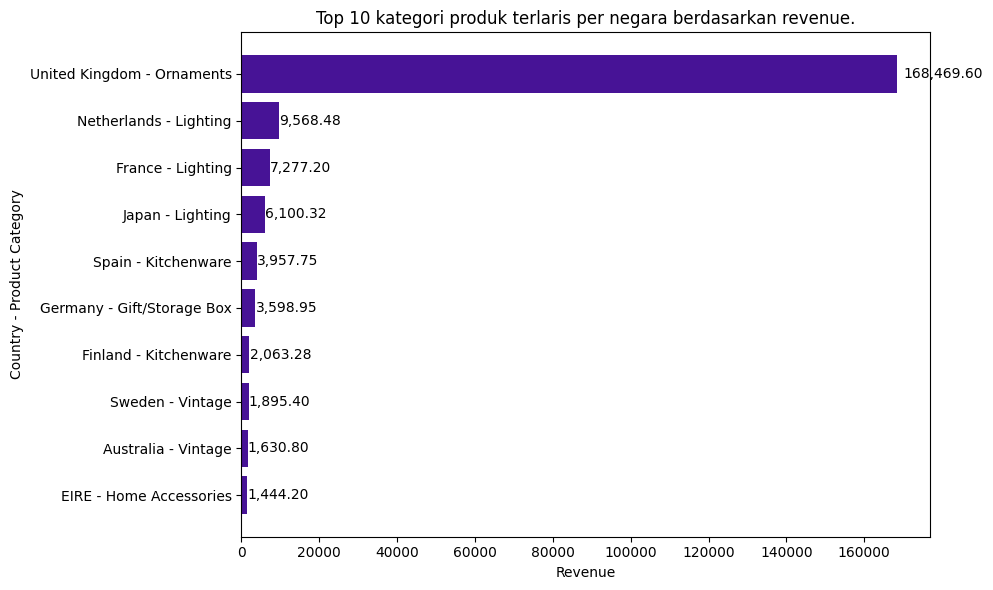 Top 10 kategori produk terlaris per negara berdasarkan revenue.
Country - Product Category
United Kingdom - Ornaments 168,469.60
Netherlands - Lighting 9,568.48
France - Lighting 7,277.20
Japan - Lighting 6,100.32
Spain - Kitchenware 3,957.75
Germany - Gift/Storage Box 3,598.95
Finland - Kitchenware 2,063.28
Sweden - Vintage 1,895.40
Australia - Vintage 1,630.80
EIRE - Home Accessories 1,444.20
0 20000 40000 60000 80000 100000 120000 140000 160000
Revenue